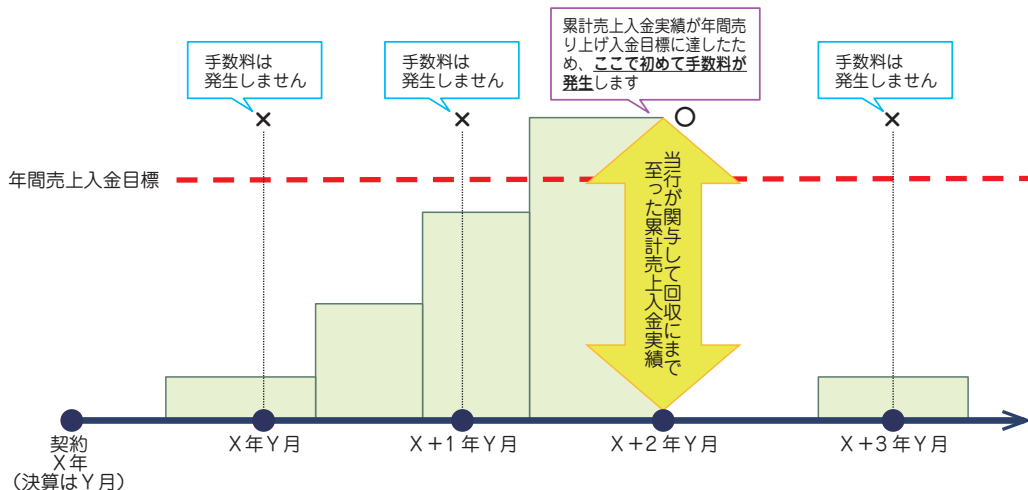 手数料は
発生しません
手数料は
発生しません
累計売上入金実績が年間売
り上げ入金目標に達したた
め、ここで初めて手数料が
発生します
手数料は
発生しません
年間売上入金目標
当行が関与して回収にまで
至った累計売上入金実績
契約
X年
(決算はY月)
X年Y月
X+1年Y月
X+2年Y月
X+3年Y月